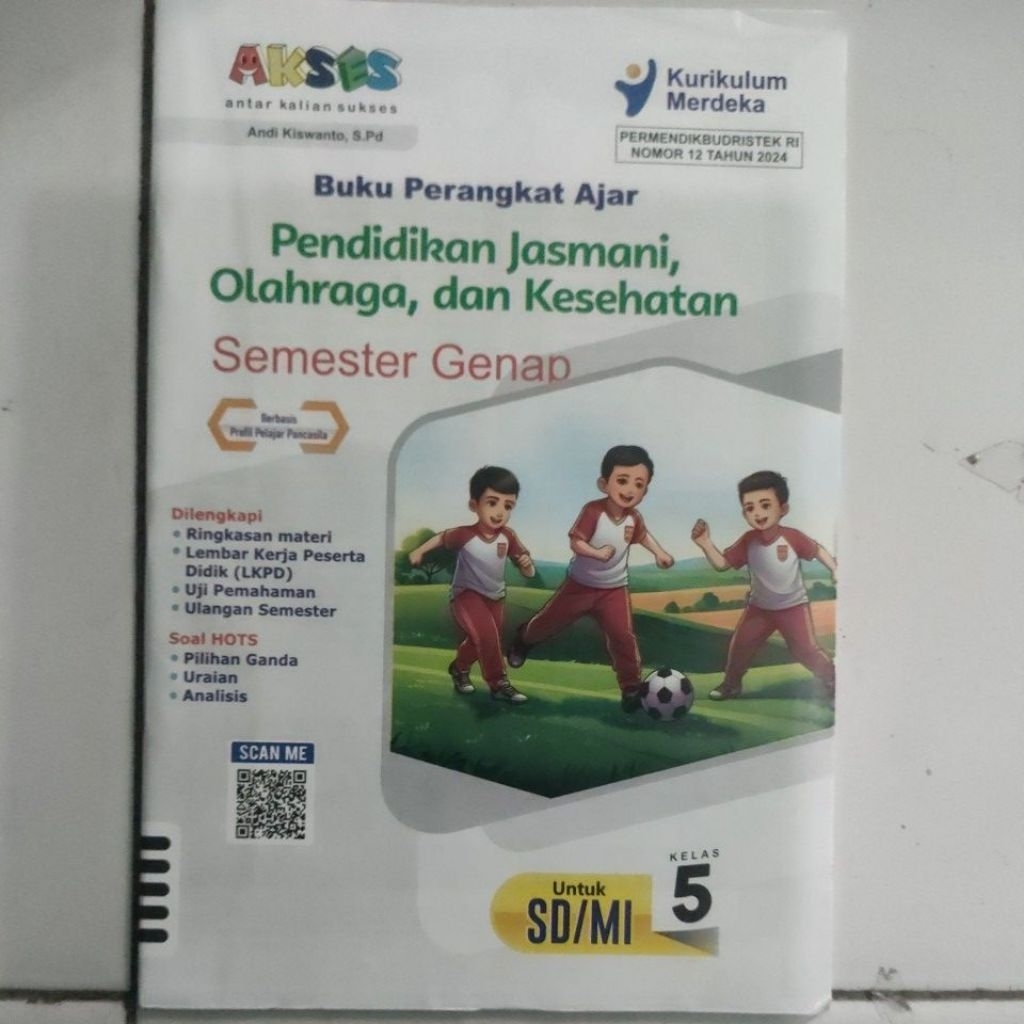 AKSES
antar kalian sukses
Andi Kiswanto, S.Pd
Kurikulum
Merdeka
PERMENDIKBUDRISTEK RI
NOMOR 12 TAHUN 2024
Buku Perangkat Ajar
Pendidikan Jasmani,
Olahraga, dan Kesehatan
Semester Genap
Berbasis
Profil Pelajar Pancasila
Dilengkapi
• Ringkasan materi
• Lembar Kerja Peserta
Didik (LKPD)
• Uji Pemahaman
• Ulangan Semester
Soal HOTS
• Pilihan Ganda
• Uraian
• Analisis
SCAN ME
Untuk
SD/MI
KELAS
5